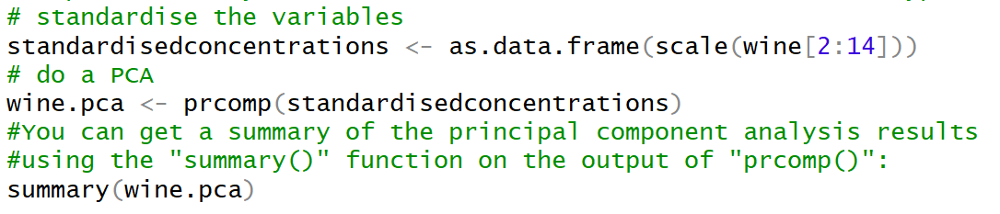 # standardise the variables
standardisedconcentrations <- as.data.frame(scale(wine[2:14]))
# do a PCA
wine.pca <- prcomp(standardisedconcentrations)
#You can get a summary of the principal component analysis results
#using the "summary()" function on the output of "prcomp()":
summary(wine.pca)